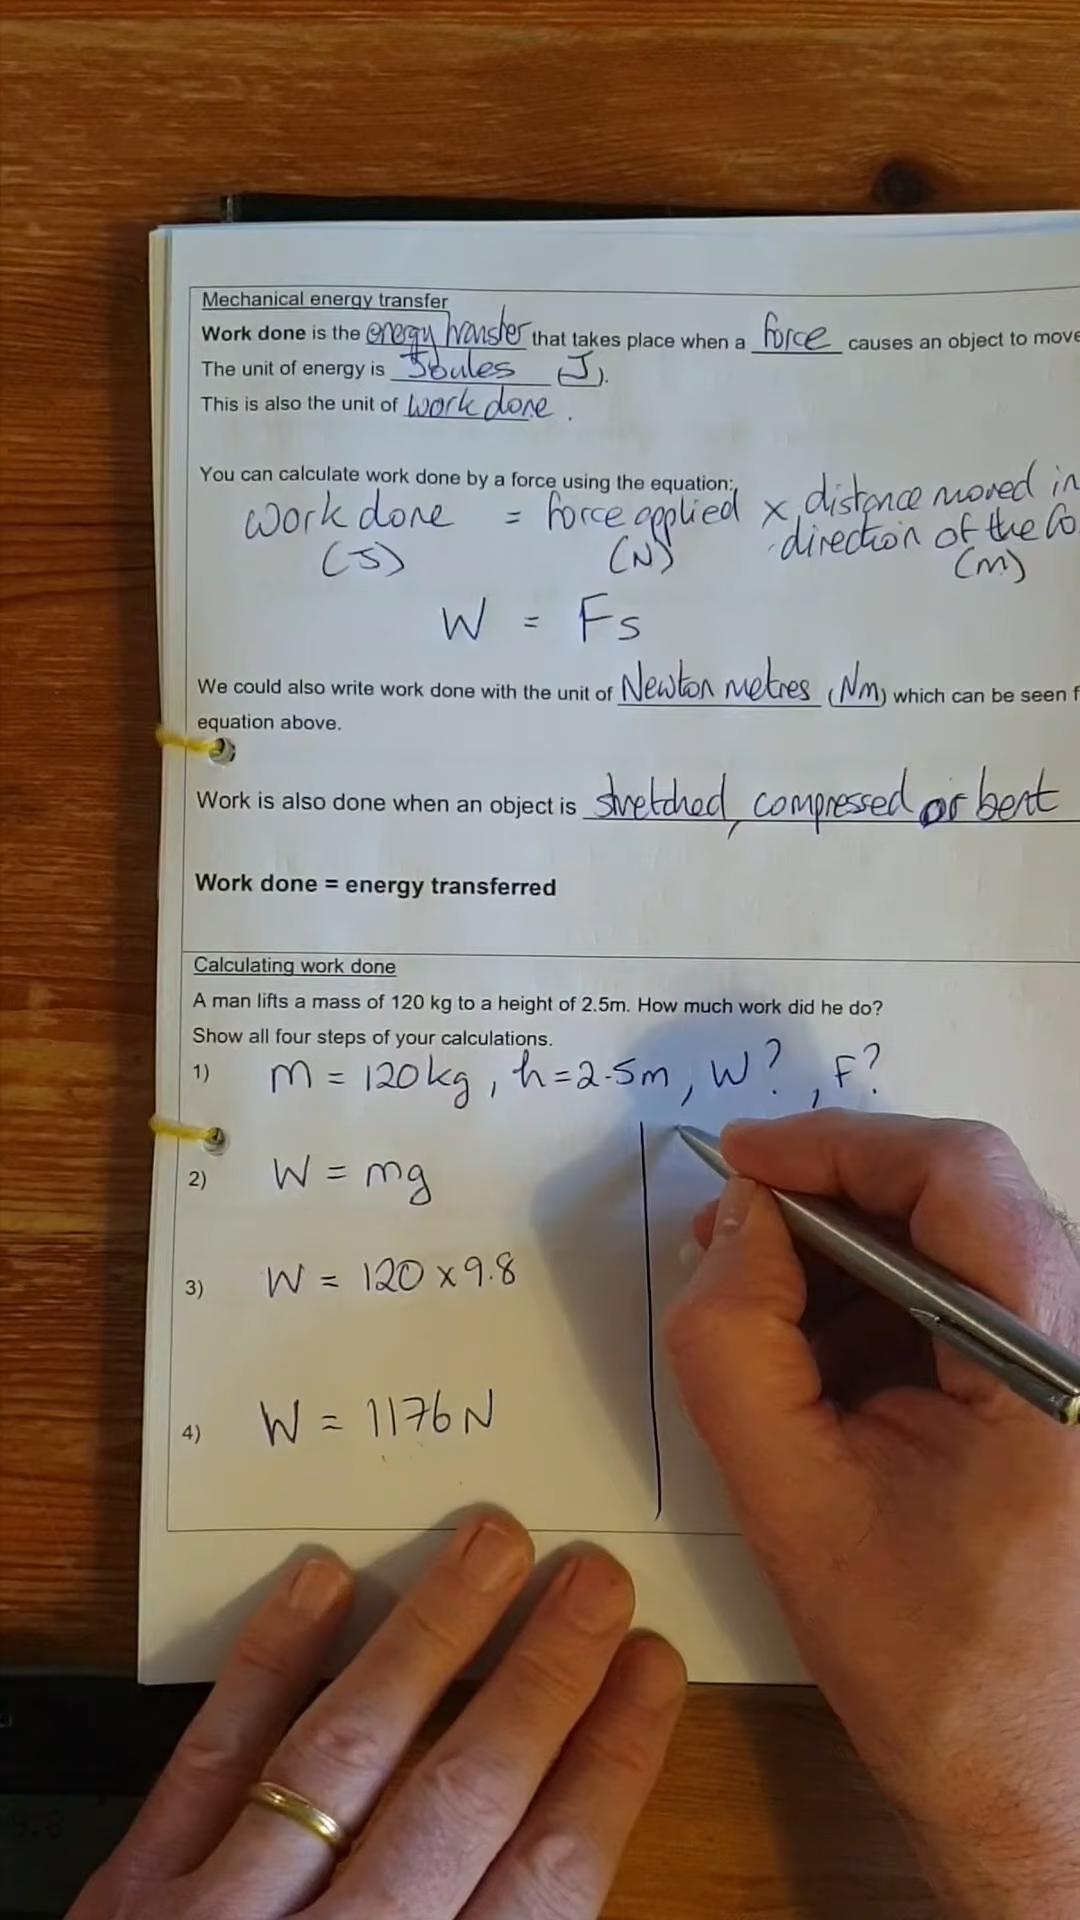 Mechanical energy transfer
Work done is the energy transfer that takes place when a force causes an object to move
The unit of energy is Joules (J).
This is also the unit of work done.
You can calculate work done by a force using the equation:
work done = force applied × distance moved in
direction of the
(J) (N) (m)
W = Fs
We could also write work done with the unit of Newton metres (Nm) which can be seen
equation above.
Work is also done when an object is stretched, compressed or bent
Work done = energy transferred
Calculating work done
A man lifts a mass of 120 kg to a height of 2.5m. How much work did he do?
Show all four steps of your calculations.
1) m = 120kg, h = 2.5m, W?, F?
2) W = mg
3) W = 120 × 9.8
4) W = 1176 N